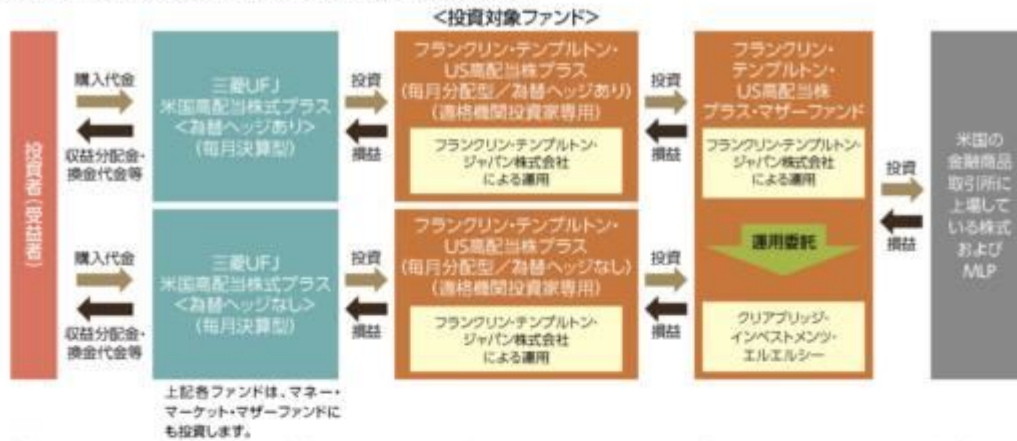 <投資対象ファンド>
投資者(受益者)
購入代金
収益分配金・
換金代金等
三菱UFJ
米国高配当株式プラス
<為替ヘッジあり>
(毎月決算型)
投資
損益
フランクリン・テンプルトン・
US高配当株プラス
(毎月分配型/為替ヘッジあり)
(適格機関投資家専用)
フランクリン・テンプルトン・
ジャパン株式会社
による運用
投資
損益
フランクリン・
テンプルトン・
US高配当株
プラス・マザーファンド
フランクリン・テンプルトン・
ジャパン株式会社
による運用
運用委託
クリアブリッジ・
インベストメンツ・
エルエルシー
投資
損益
米国の
金融商品
取引所に
上場して
いる株式
および
MLP
購入代金
収益分配金・
換金代金等
三菱UFJ
米国高配当株式プラス
<為替ヘッジなし>
(毎月決算型)
投資
損益
フランクリン・テンプルトン・
US高配当株プラス
(毎月分配型/為替ヘッジなし)
(適格機関投資家専用)
フランクリン・テンプルトン・
ジャパン株式会社
による運用
投資
損益
上記各ファンドは、マネー・
マーケット・マザーファンドに
も投資します。